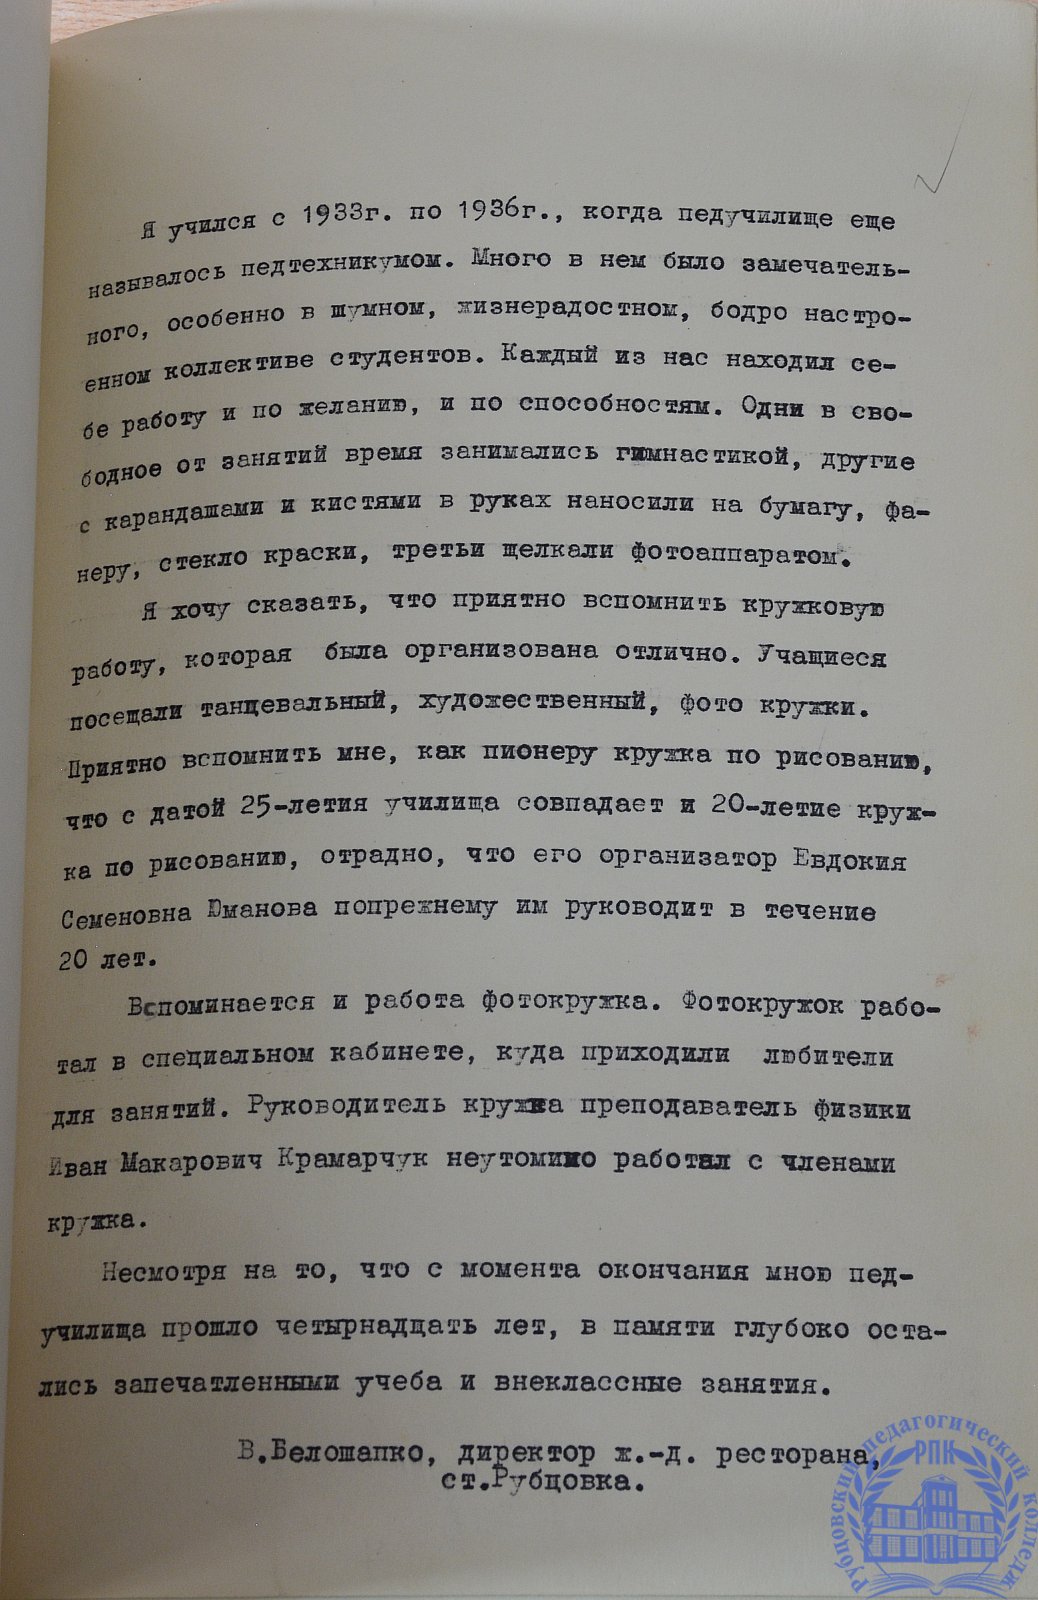 Я учился с 1933г. по 1936г., когда педучилище еще
называлось педтехникумом. Много в нем было замечатель-
ного, особенно в шумном, жизнерадостном, бодро настро-
енном коллективе студентов. Каждый из нас находил се-
бе работу и по желанию, и по способностям. Одни в сво-
бодное от занятий время занимались гимнастикой, другие
с карандашами и кистями в руках наносили на бумагу, фа-
неру, стекло краски, третьи щелкали фотоаппаратом.
Я хочу сказать, что приятно вспомнить кружковую
работу, которая была организована отлично. Учащиеся
посещали танцевальный, художественный, фото кружки.
Приятно вспомнить мне, как пионеру кружка по рисованию,
что с датой 25-летия училища совпадает и 20-летие круж-
ка по рисованию, отрадно, что его организатор Евдокия
Семеновна Юманова попрежнему им руководит в течение
20 лет.
Вспоминается и работа фотокружка. Фотокружок рабо-
тал в специальном кабинете, куда приходили любители
для занятий. Руководитель кружка преподаватель физики
Иван Макарович Крамарчук неутомимо работал с членами
кружка.
Несмотря на то, что с момента окончания мною пед-
училища прошло четырнадцать лет, в памяти глубоко оста-
лись запечатленными учеба и внеклассные занятия.
В.Белошапко, директор ж.-д. ресторана,
ст.Рубцовка.
Рубцовский педагогический колледж
РПК